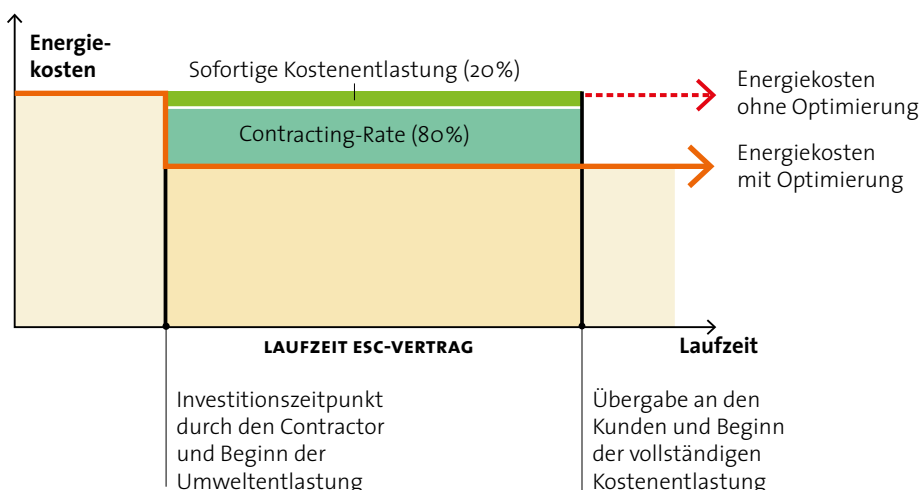 Energie-
kosten
Sofortige Kostenentlastung (20%)
Contracting-Rate (80%)
Energiekosten
ohne Optimierung
Energiekosten
mit Optimierung
LAUFZEIT ESC-VERTRAG
Laufzeit
Investitionszeitpunkt
durch den Contractor
und Beginn der
Umweltentlastung
Übergabe an den
Kunden und Beginn
der vollständigen
Kostenentlastung